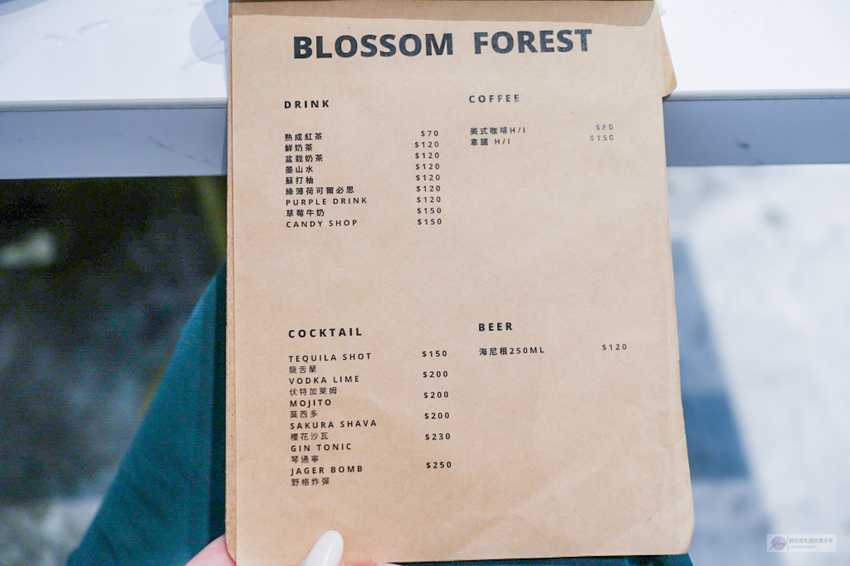 BLOSSOM FOREST
DRINK
熟成紅茶 $70
鮮奶茶 $120
盆栽奶茶 $120
墨山水 $120
蘇打柚 $120
綠薄荷可爾必思 $120
PURPLE DRINK $120
草莓牛奶 $150
CANDY SHOP $150
COFFEE
美式咖啡H/I $80
拿鐵 H/I $150
COCKTAIL
TEQUILA SHOT $150
龍舌蘭
VODKA LIME $200
伏特加萊姆
MOJITO $200
莫西多
SAKURA SHAVA $200
櫻花沙瓦 $230
GIN TONIC
琴通寧
JAGER BOMB $250
野格炸彈
BEER
海尼根250ML $120